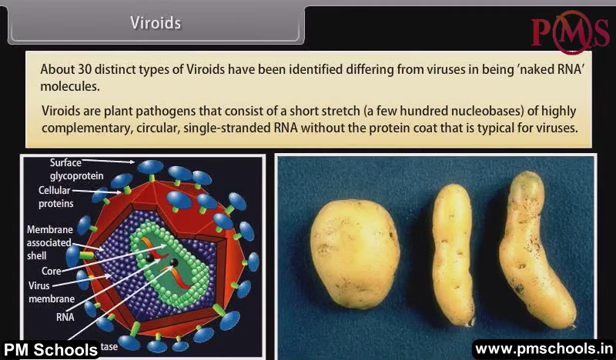 Viroids
PMS
About 30 distinct types of Viroids have been identified differing from viruses in being ‘naked RNA’
molecules.
Viroids are plant pathogens that consist of a short stretch (a few hundred nucleobases) of highly
complementary, circular, single-stranded RNA without the protein coat that is typical for viruses.
Surface
glycoprotein
Cellular
proteins
Membrane
associated
shell
Core
Virus
membrane
RNA
PM Schools
www.pmschools.in